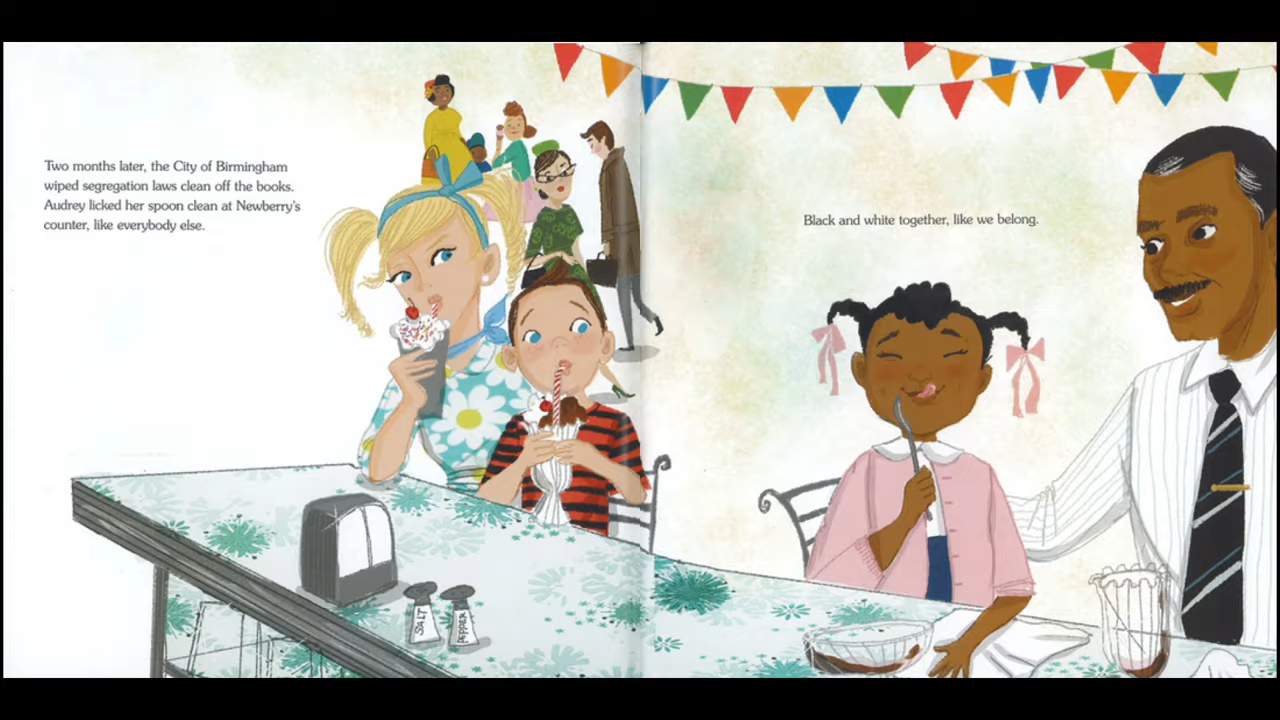 Two months later, the City of Birmingham
wiped segregation laws clean off the books.
Audrey licked her spoon clean at Newberry's
counter, like everybody else.
Black and white together, like we belong.
SALT
PEPPER